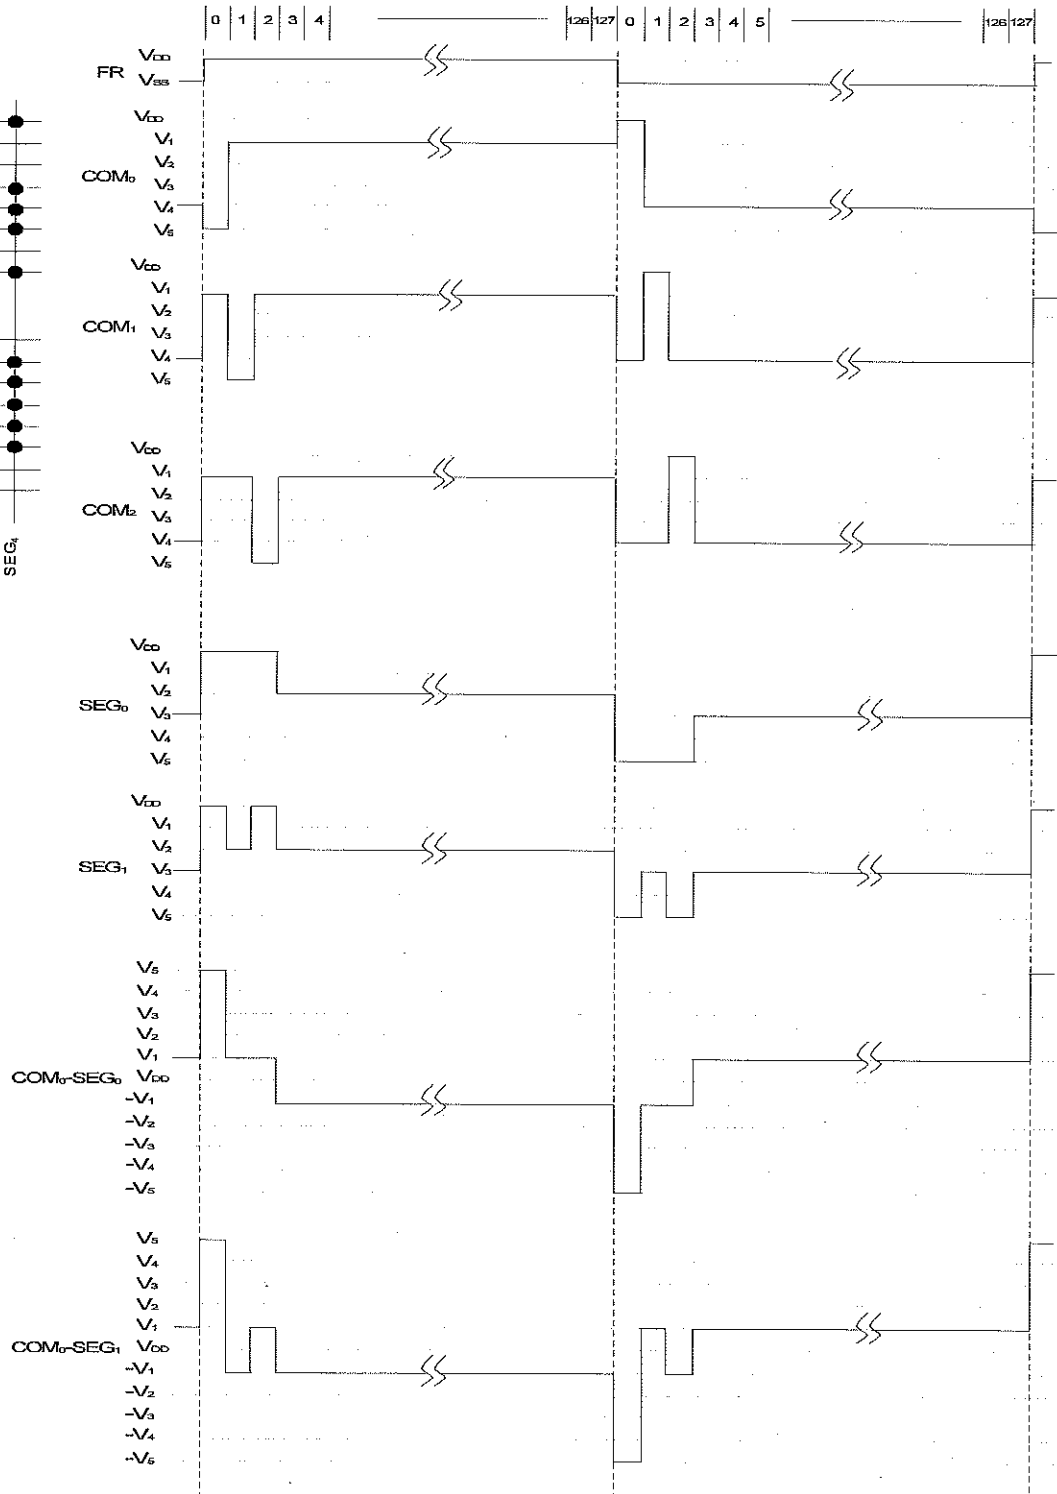 0 1 2 3 4 126 127 0 1 2 3 4 5 126 127
FR
VDD
VSS
COM0
VDD
V1
V2
V3
V4
V5
COM1
VDD
V1
V2
V3
V4
V5
COM2
VDD
V1
V2
V3
V4
V5
SEG4
SEG0
VDD
V1
V2
V3
V4
V5
SEG1
VDD
V1
V2
V3
V4
V5
COM0-SEG0
V5
V4
V3
V2
V1
VDD
-V1
-V2
-V3
-V4
-V5
COM0-SEG1
V5
V4
V3
V2
V1
VDD
-V1
-V2
-V3
-V4
-V5